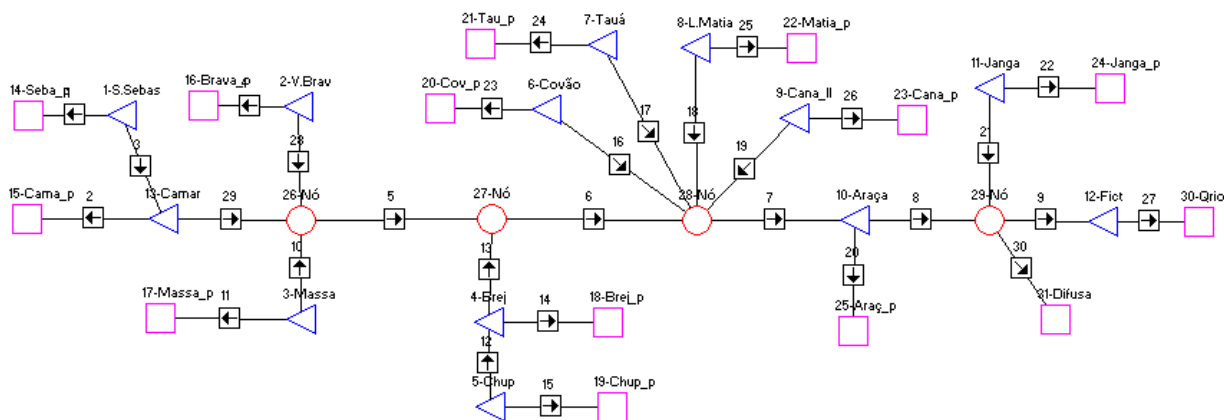 21-Tau_p
24
7-Tauá
8-L.Matia
25
22-Matia_p
11-Janga
22
24-Janga_p
14-Seba_p
1-S.Sebas
16-Brava_p
2-V.Brav
20-Cov_p
23
6-Covão
9-Cana_II
26
23-Cana_p
3
28
16
17
18
19
21
15-Cama_p
2
13-Camar
29
26-Nó
5
27-Nó
6
28-Nó
7
10-Araça
8
29-Nó
9
12-Fict
27
30-Qrio
10
13
20
30
17-Massa_p
11
3-Massa
4-Brej
14
18-Brej_p
25-Araç_p
31-Difusa
12
5-Chup
15
19-Chup_p